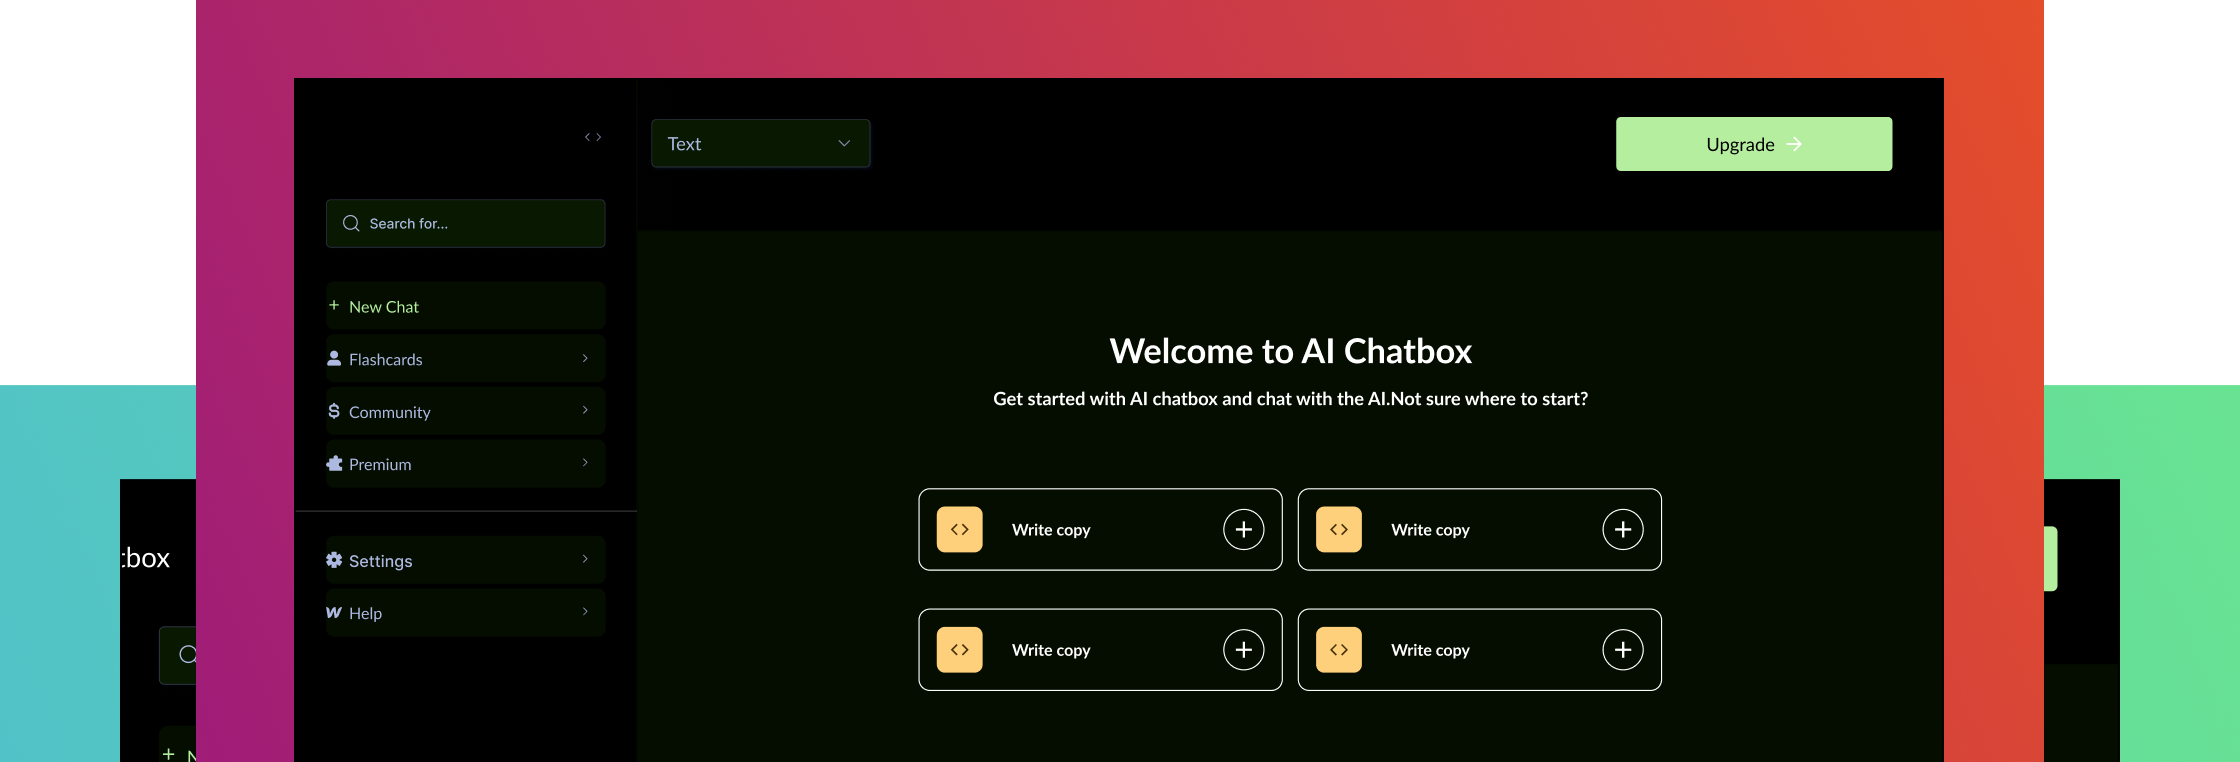 Text
Upgrade
Search for...
New Chat
Flashcards
Community
Premium
Settings
Help
Welcome to AI Chatbox
Get started with AI chatbox and chat with the AI.Not sure where to start?
Write copy
Write copy
Write copy
Write copy
tbox
N